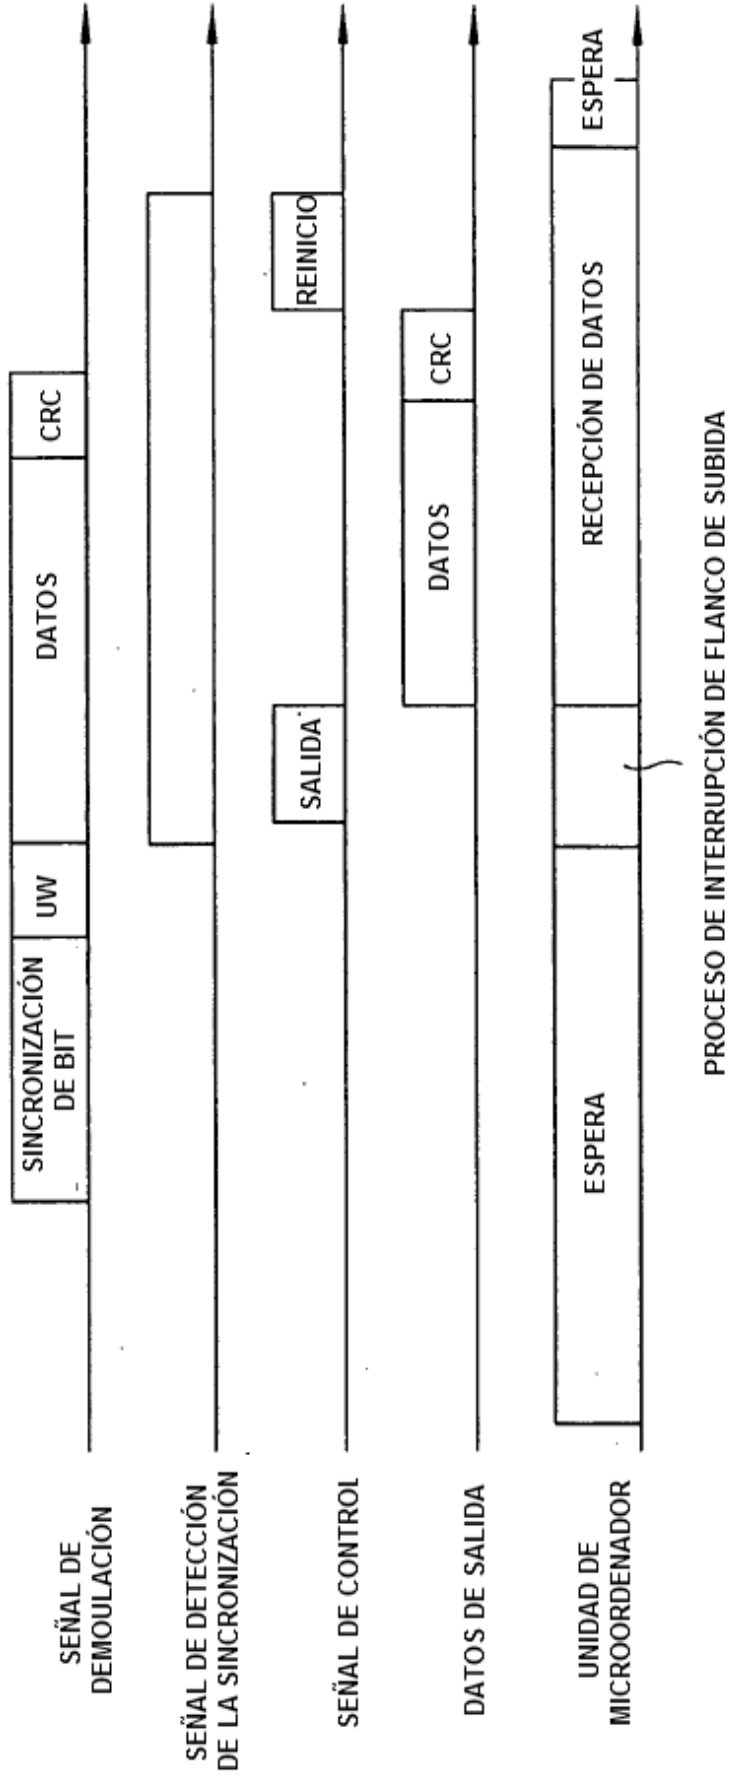 SEÑAL DE
DEMOULACIÓN
SINCRONIZACIÓN
DE BIT
UW
DATOS
CRC
SEÑAL DE DETECCIÓN
DE LA SINCRONIZACIÓN
SEÑAL DE CONTROL
SALIDA
REINICIO
DATOS DE SALIDA
DATOS
CRC
UNIDAD DE
MICROORDENADOR
ESPERA
RECEPCIÓN DE DATOS
ESPERA
PROCESO DE INTERRUPCIÓN DE FLANCO DE SUBIDA